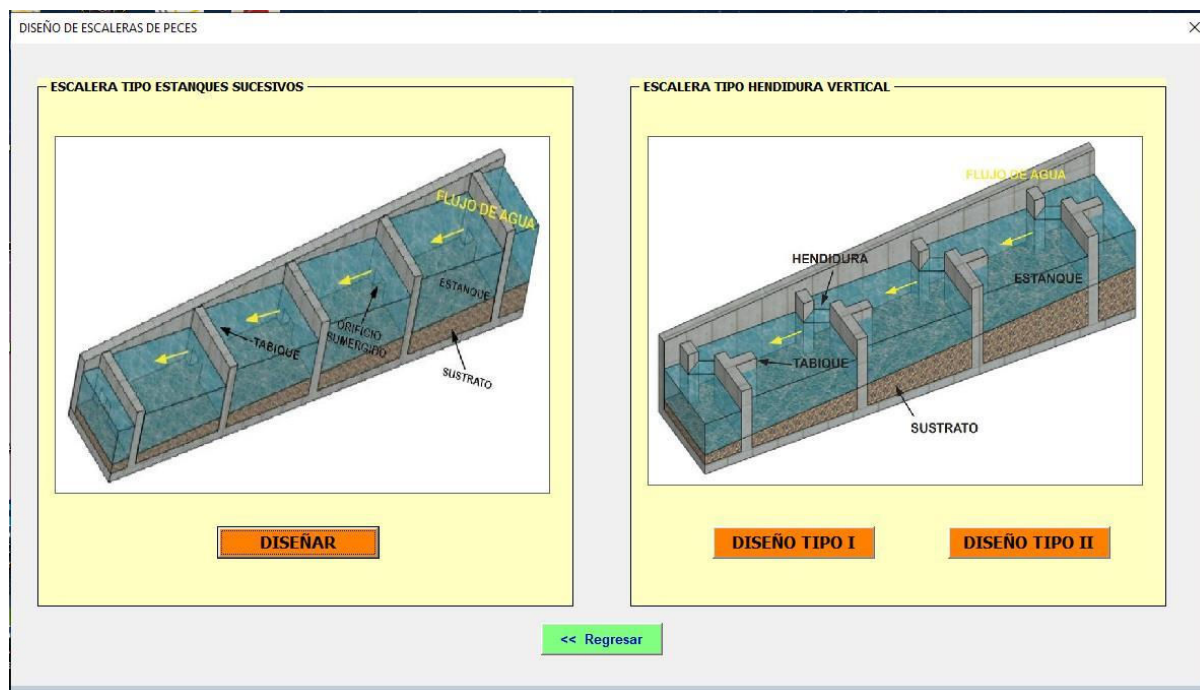 DISEÑO DE ESCALERAS DE PECES
ESCALERA TIPO ESTANQUES SUCESIVOS
FLUJO DE AGUA
ESTANQUE
ORIFICIO
SUMERGIDO
TABIQUE
SUSTRATO
DISEÑAR
ESCALERA TIPO HENDIDURA VERTICAL
FLUJO DE AGUA
HENDIDURA
ESTANQUE
TABIQUE
SUSTRATO
DISEÑO TIPO I
DISEÑO TIPO II
<< Regresar